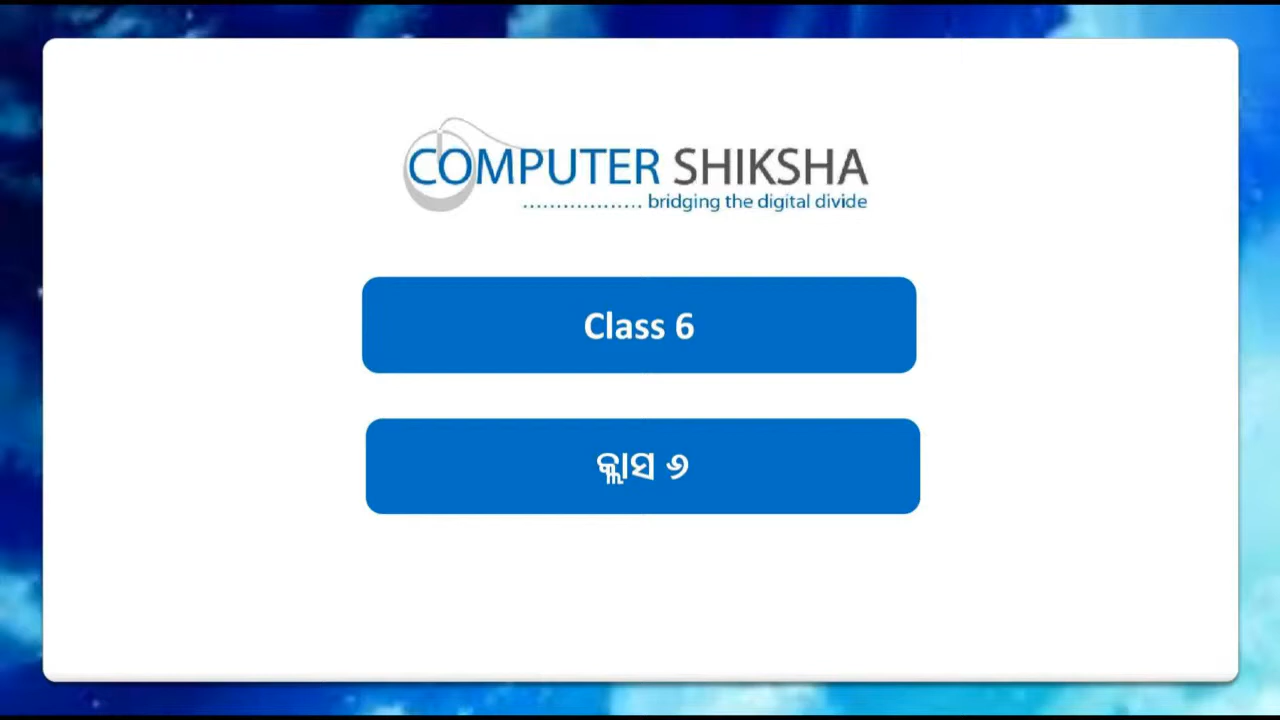 COMPUTER SHIKSHA
.................. bridging the digital divide
Class 6
କ୍ଲାସ ୬